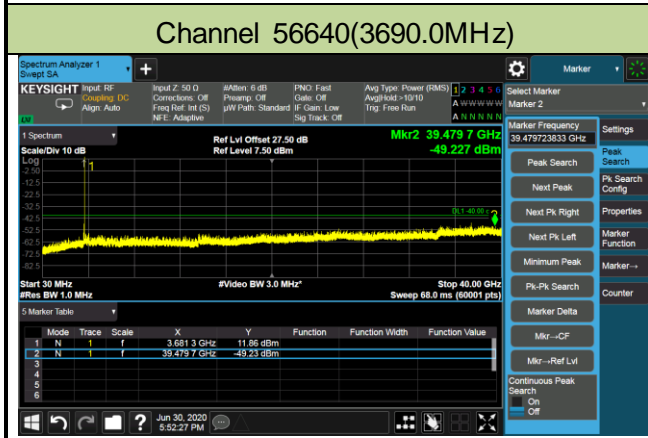 Channel 56640(3690.0MHz)
Spectrum Analyzer 1
Swept SA
Marker
KEYSIGHT Input: RF Input Z: 50 Ω #Atten: 6 dB PNO: Fast Avg Type: Power (RMS) 1 2 3 4 5 6
Coupling: DC Corrections: Off Preamp: Off Gate: Off Avg|Hold:>10/10 A W W W W W
Align: Auto Freq Ref: Int (S) µW Path: Standard IF Gain: Low Trig: Free Run
NFE: Adaptive Sig Track: Off A N N N N N
Select Marker
Marker 2
Marker Frequency
39.479723833 GHz
Settings
Peak Search
Peak Search
Next Peak
Pk Search Config
Next Pk Right
Properties
Next Pk Left
Marker Function
Minimum Peak
Marker→
Pk-Pk Search
Counter
Marker Delta
Mkr→CF
Mkr→Ref Lvl
Continuous Peak Search
On
Off
1 Spectrum
Scale/Div 10 dB
Ref Lvl Offset 27.50 dB
Ref Level 7.50 dBm
Mkr2 39.479 7 GHz
-49.227 dBm
Log
1
-2.50
-12.5
-22.5
-32.5
DL1 -40.00
2
-42.5
-52.5
-62.5
-72.5
-82.5
Start 30 MHz #Video BW 3.0 MHz* Stop 40.00 GHz
#Res BW 1.0 MHz Sweep 68.0 ms (60001 pts)
5 Marker Table
Mode Trace Scale X Y Function Function Width Function Value
1 N 1 f 3.681 3 GHz 11.86 dBm
2 N 1 f 39.479 7 GHz -49.23 dBm
3
4
5
6
? Jun 30, 2020
5:52:27 PM